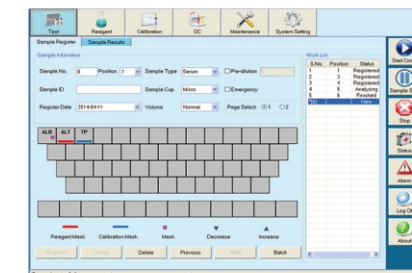 Test Reagent Calibration QC Maintenance System Setting
Sample Register Sample Results
Sample Information
Sample No. 6 Position 7 Sample Type Serum Pre-dilution
Sample ID Sample Cup Micro Emergency
Register Date 2014-04-11 Volume Normal Page Select 1 2
Work List
S.No. Position Status
1 1 Registered
2 3 Registered
3 4 Registered
4 5 Analyzing
5 6 Finished
New
ALB ALT TP
Reagent Mask Calibration Mask Mask Decrease Increase
Delete Previous Batch
Stop
Status
Alarm
Log Of
About